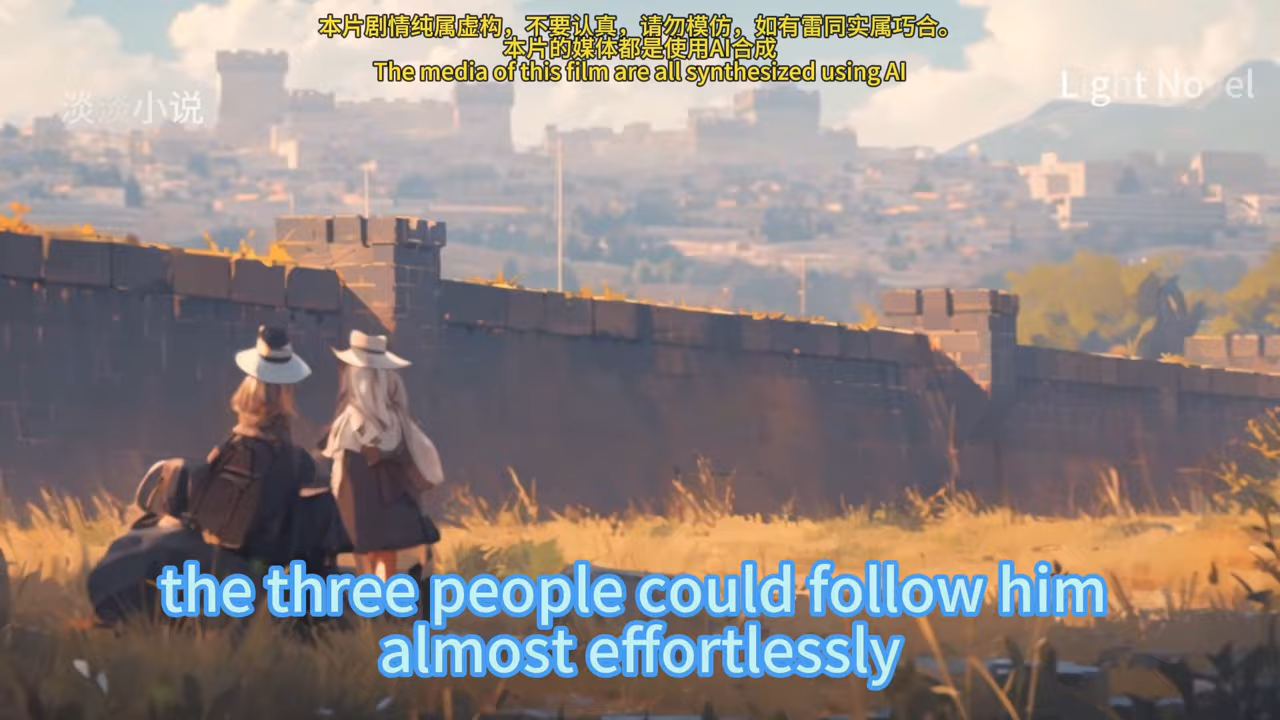 本片剧情纯属虚构，不要认真，请勿模仿，如有雷同实属巧合。
本片的媒体都是使用AI合成
The media of this film are all synthesized using AI
淡淡小说
Light Novel
the three people could follow him
almost effortlessly